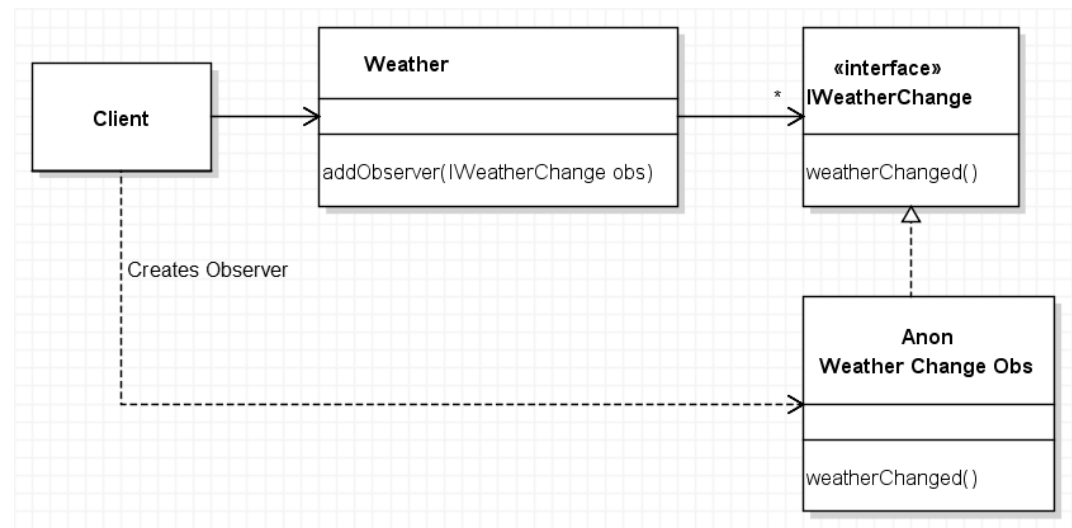 Client
Weather
addObserver(IWeatherChange obs)
*
«interface»
IWeatherChange
weatherChanged()
Creates Observer
Anon
Weather Change Obs
weatherChanged()